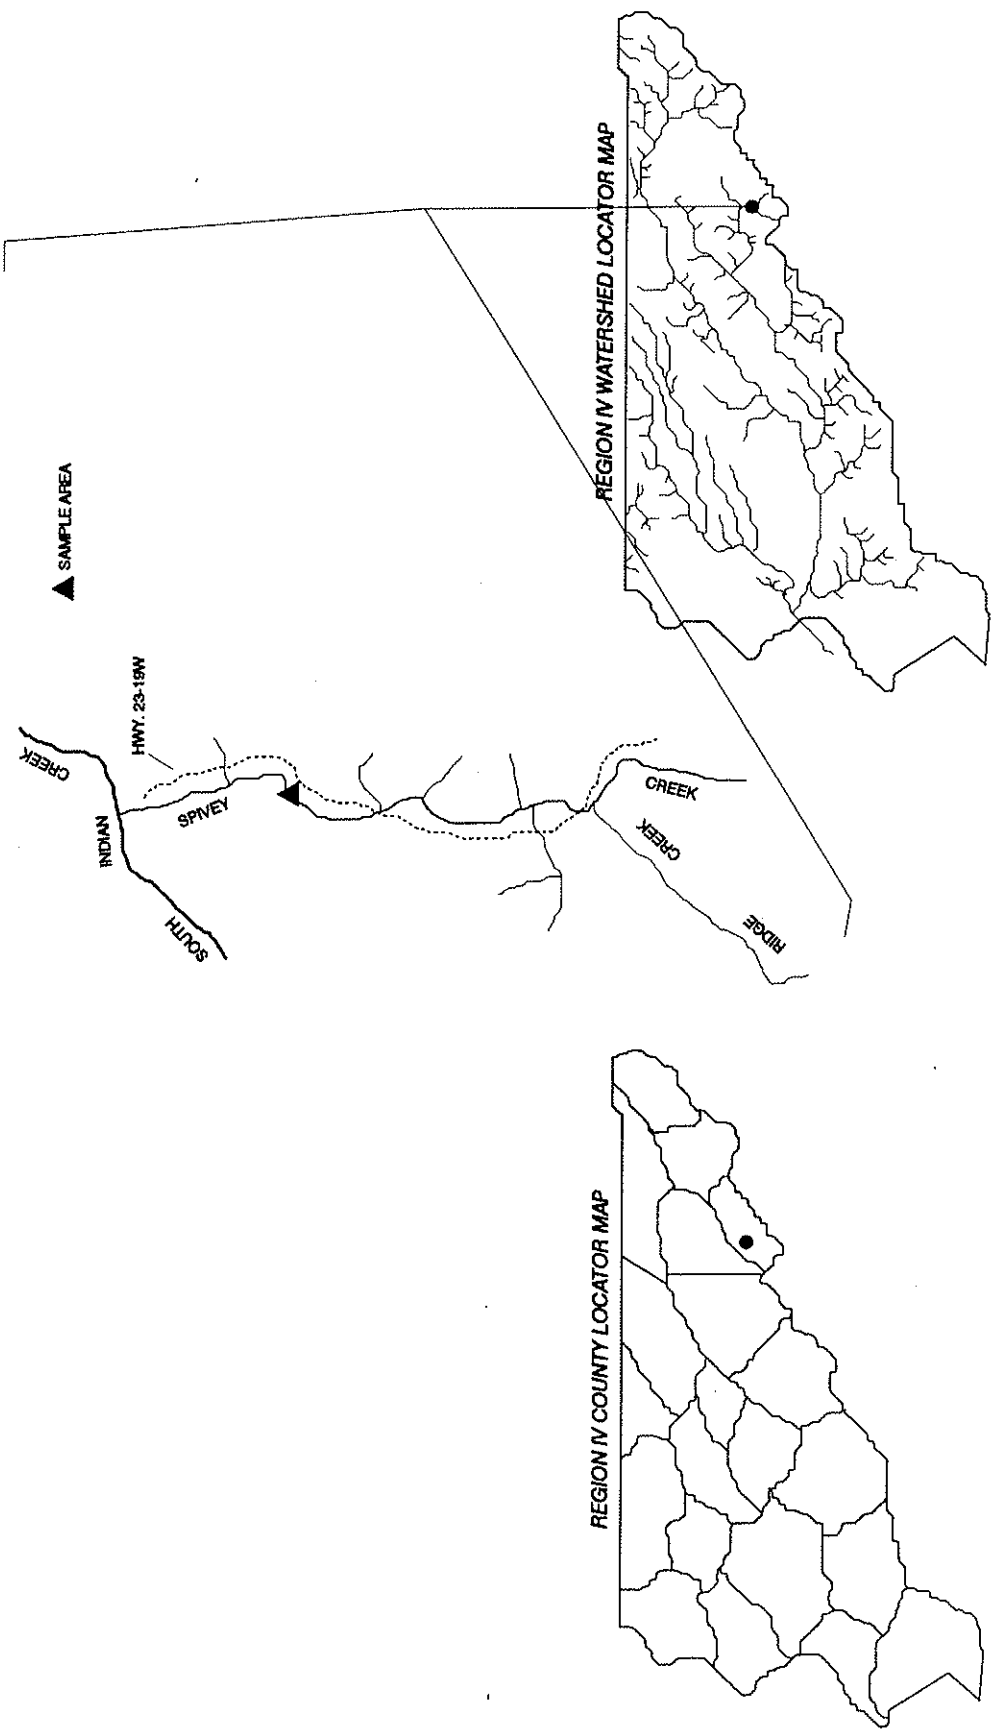 SAMPLE AREA
HWY. 23-19W
CREEK
INDIAN
SOUTH
SPIVEY
CREEK
CREEK
RIDGE
REGION IV WATERSHED LOCATOR MAP
REGION IV COUNTY LOCATOR MAP